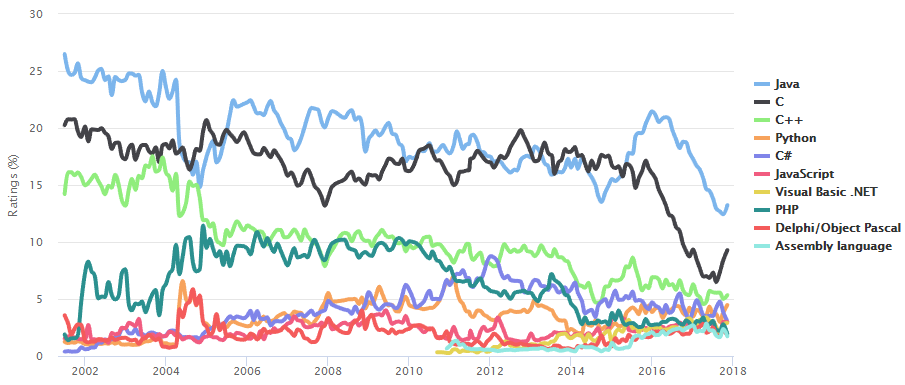 30
25
20
15
10
5
0
Ratings (%)
2002 2004 2006 2008 2010 2012 2014 2016 2018
Java
C
C++
Python
C#
JavaScript
Visual Basic .NET
PHP
Delphi/Object Pascal
Assembly language